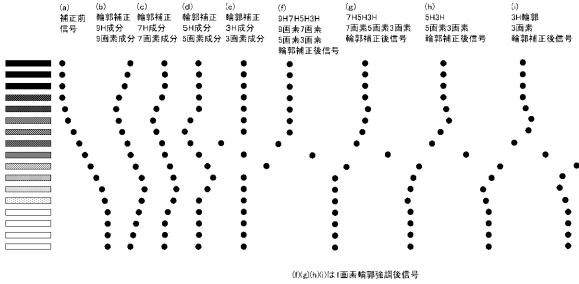 (a)
補正前
信号
(b)
輪郭補正
9H成分
9画素成分
(c)
輪郭補正
7H成分
7画素成分
(d)
輪郭補正
5H成分
5画素成分
(e)
輪郭補正
3H成分
3画素成分
(f)
9H7H5H3H
9画素7画素
5画素3画素
輪郭補正後信号
(g)
7H5H3H
7画素5画素3画素
輪郭補正後信号
(h)
5H3H
5画素3画素
輪郭補正後信号
(i)
3H輪郭
3画素
輪郭補正後信号
(f)(g)(h)(i)は1画素輪郭強調後信号